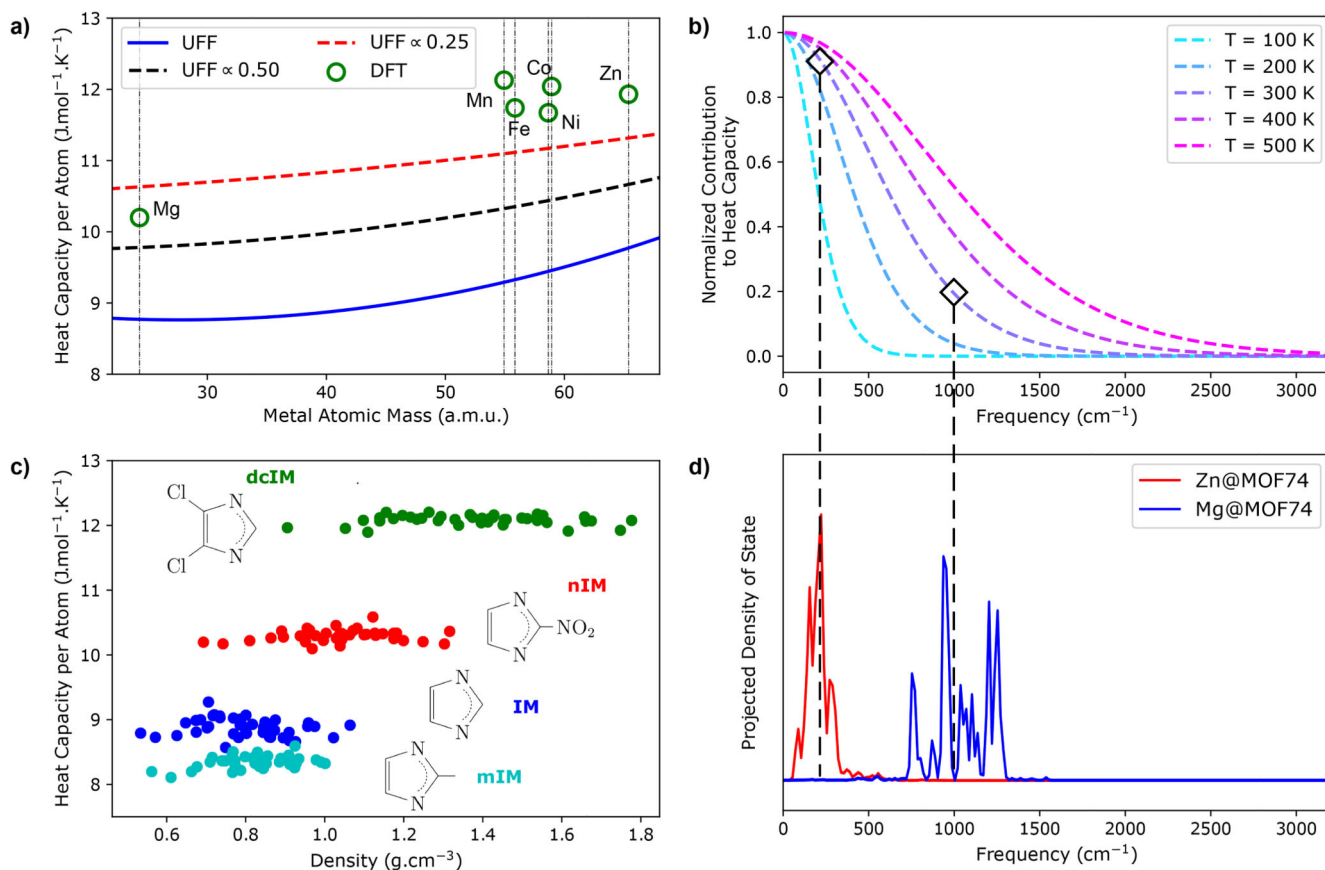 a)
Heat Capacity per Atom (J.mol⁻¹.K⁻¹)
13
12
11
10
9
8
UFF
UFF ∝ 0.50
UFF ∝ 0.25
DFT
Mg
Mn
Fe
Co
Ni
Zn
30
40
50
60
Metal Atomic Mass (a.m.u.)
b)
Normalized Contribution
to Heat Capacity
1.0
0.8
0.6
0.4
0.2
0.0
T = 100 K
T = 200 K
T = 300 K
T = 400 K
T = 500 K
0
500
1000
1500
2000
2500
3000
Frequency (cm⁻¹)
c)
Heat Capacity per Atom (J.mol⁻¹.K⁻¹)
13
12
11
10
9
8
dcIM
Cl
Cl
N
N
nIM
N
N
NO₂
IM
N
N
mIM
N
N
0.6
0.8
1.0
1.2
1.4
1.6
1.8
Density (g.cm⁻³)
d)
Projected Density of State
Zn@MOF74
Mg@MOF74
0
500
1000
1500
2000
2500
3000
Frequency (cm⁻¹)